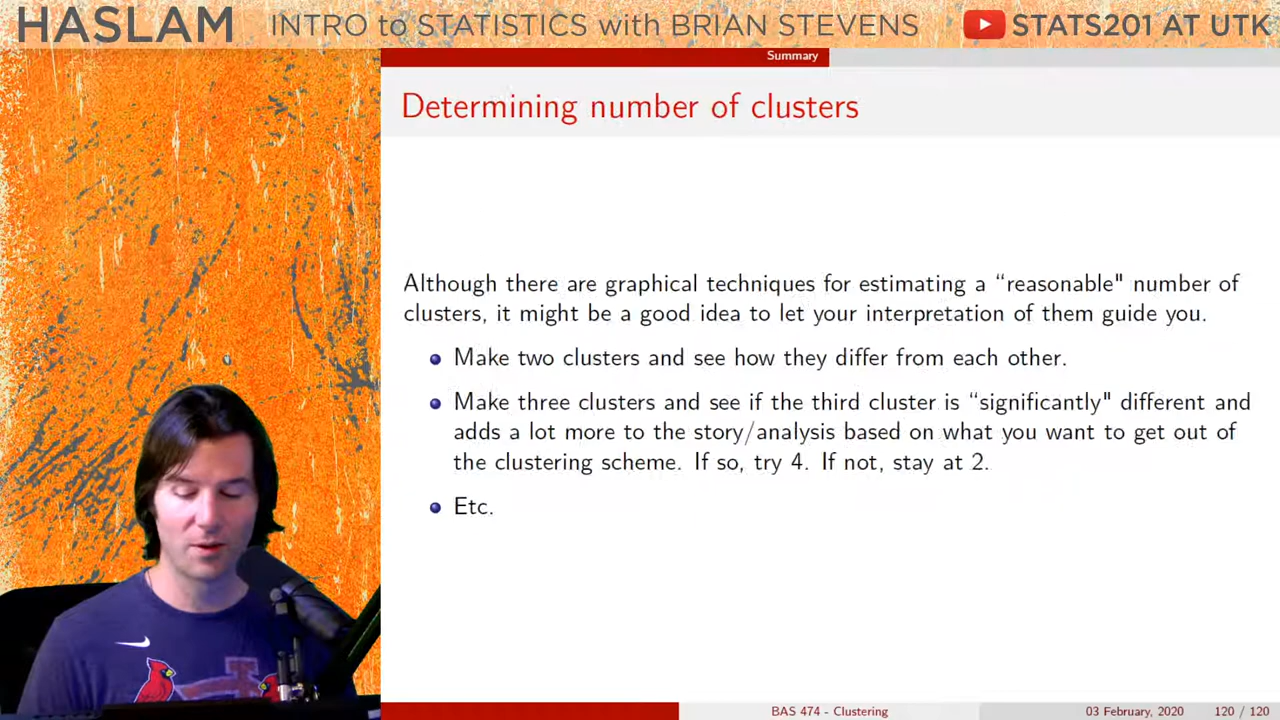 HASLAM INTRO to STATISTICS with BRIAN STEVENS STATS201 AT UTK
Summary
Determining number of clusters
Although there are graphical techniques for estimating a “reasonable" number of
clusters, it might be a good idea to let your interpretation of them guide you.
Make two clusters and see how they differ from each other.
Make three clusters and see if the third cluster is “significantly" different and
adds a lot more to the story/analysis based on what you want to get out of
the clustering scheme. If so, try 4. If not, stay at 2.
Etc.
BAS 474 - Clustering 03 February, 2020 120 / 120